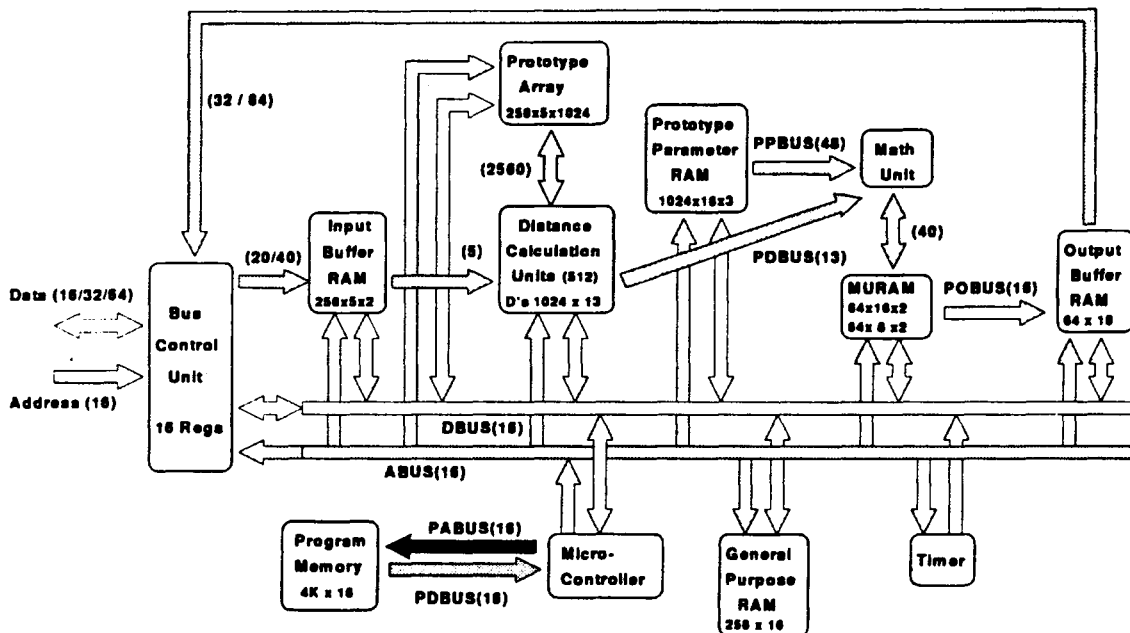 (32 / 64)
Prototype
Array
256x5x1024
(2560)
Prototype
Parameter
RAM
1024x16x3
PPBUS(48)
Math
Unit
(40)
PDBUS(13)
Data (16/32/64)
Address (16)
Bus
Control
Unit
16 Regs
(20/40)
Input
Buffer
RAM
256x5x2
(5)
Distance
Calculation
Units (512)
D's 1024 x 13
MURAM
64x16x2
64x 8 x2
POBUS(16)
Output
Buffer
RAM
64 x 16
DBUS(16)
ABUS(16)
Program
Memory
4K x 16
PABUS(16)
PDBUS(16)
Micro-
Controller
General
Purpose
RAM
256 x 16
Timer